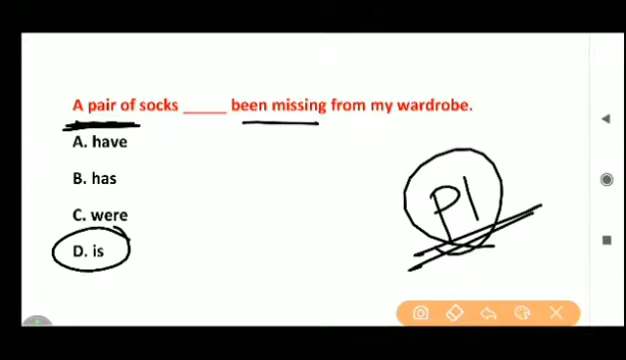 A pair of socks _____ been missing from my wardrobe.
A. have
B. has
C. were
D. is
Pl